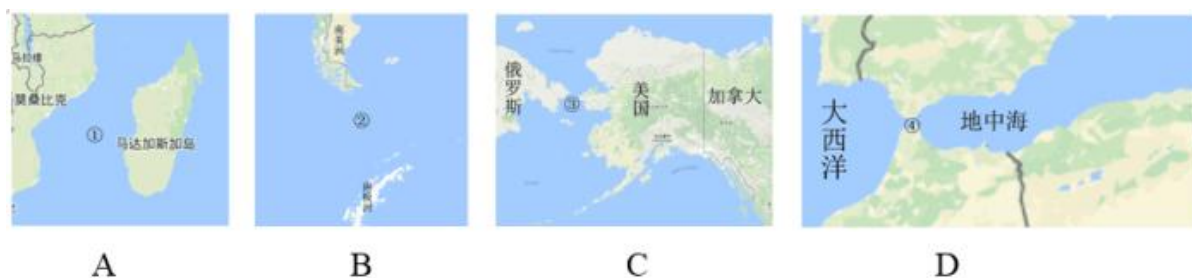 马拉维
莫桑比克
①
马达加斯加岛
南美洲
②
南极洲
俄罗斯
③
美国
加拿大
大西洋
④
地中海
A
B
C
D